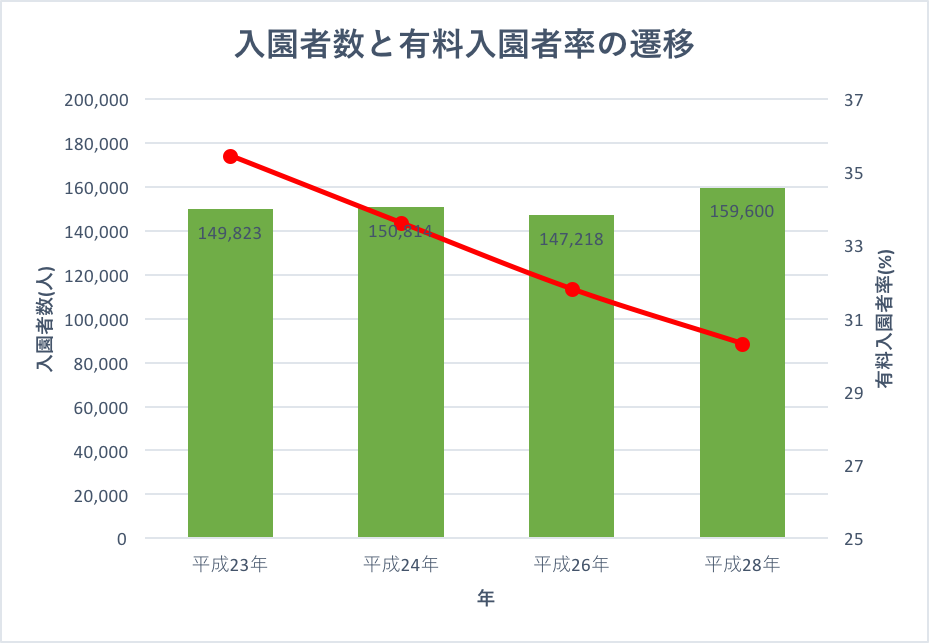 入園者数と有料入園者率の遷移
200,000
180,000
160,000
140,000
120,000
100,000
80,000
60,000
40,000
20,000
0
入園者数(人)
149,823
150,814
147,218
159,600
37
35
33
31
29
27
25
有料入園者率(%)
平成23年
平成24年
平成26年
平成28年
年